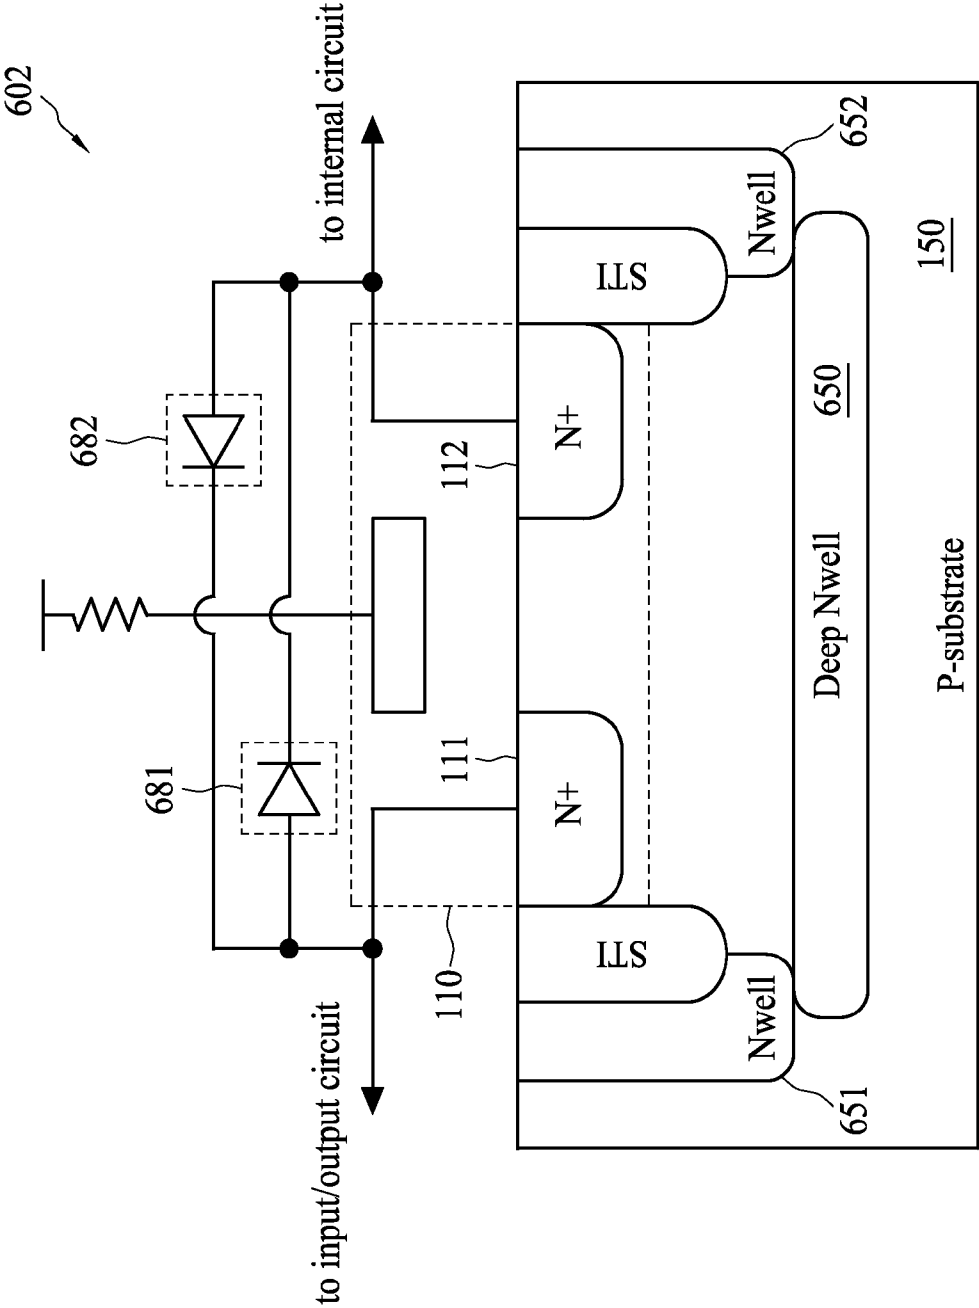 602
to input/output circuit
to internal circuit
682
681
110
111
112
N+
N+
STI
STI
Nwell
Nwell
651
652
Deep Nwell
650
P-substrate
150